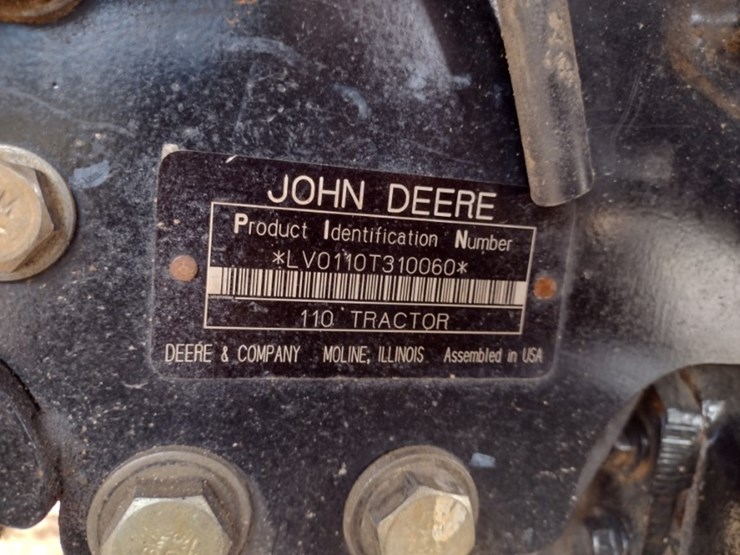 JOHN DEERE
Product Identification Number
*LV0110T310060*
110 TRACTOR
DEERE & COMPANY MOLINE, ILLINOIS Assembled in USA